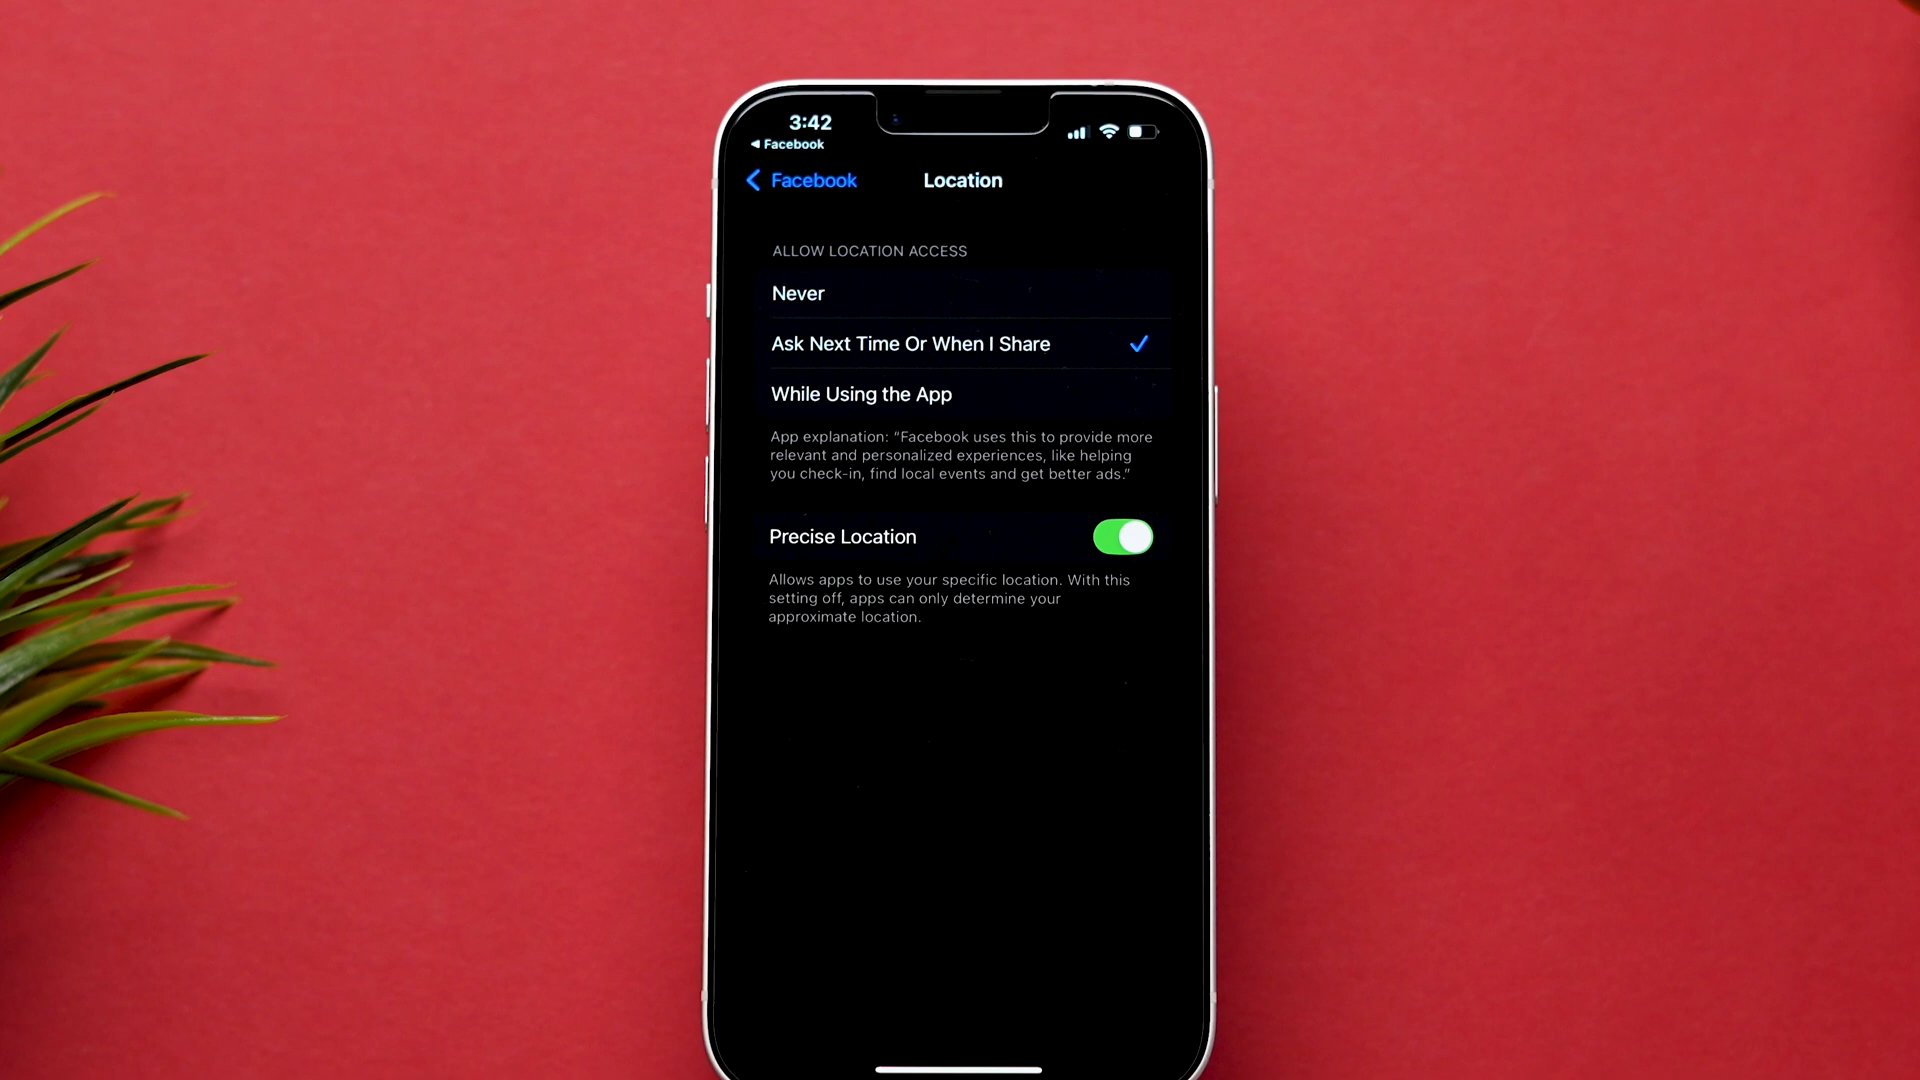 3:42
◄ Facebook
Facebook
Location
ALLOW LOCATION ACCESS
Never
Ask Next Time Or When I Share
While Using the App
App explanation: “Facebook uses this to provide more
relevant and personalized experiences, like helping
you check-in, find local events and get better ads.”
Precise Location
Allows apps to use your specific location. With this
setting off, apps can only determine your
approximate location.